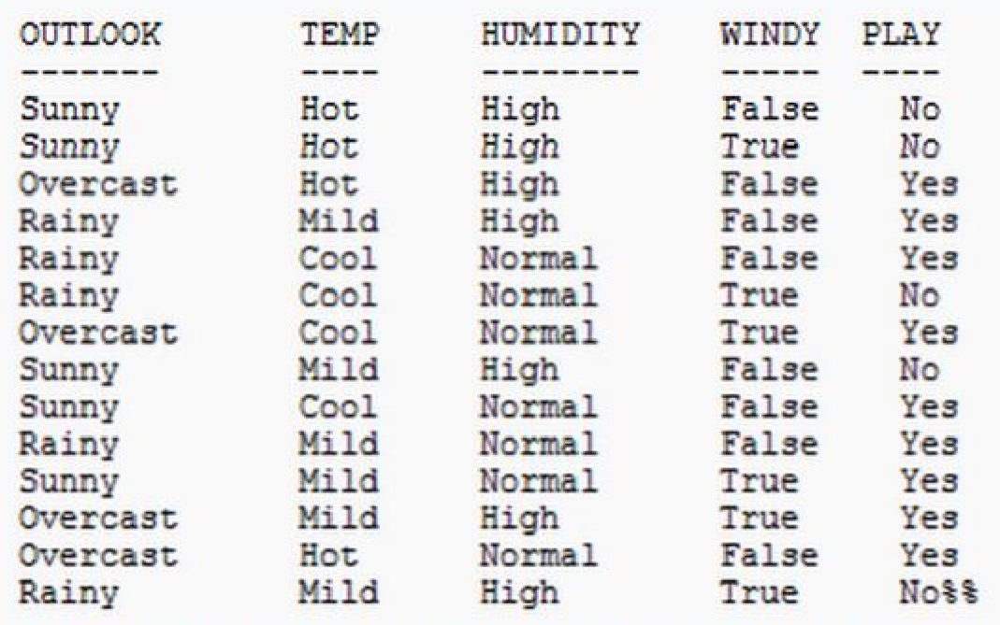 OUTLOOK TEMP HUMIDITY WINDY PLAY
------- ---- -------- ----- ----
Sunny Hot High False No
Sunny Hot High True No
Overcast Hot High False Yes
Rainy Mild High False Yes
Rainy Cool Normal False Yes
Rainy Cool Normal True No
Overcast Cool Normal True Yes
Sunny Mild High False No
Sunny Cool Normal False Yes
Rainy Mild Normal False Yes
Sunny Mild Normal True Yes
Overcast Mild High True Yes
Overcast Hot Normal False Yes
Rainy Mild High True No%%